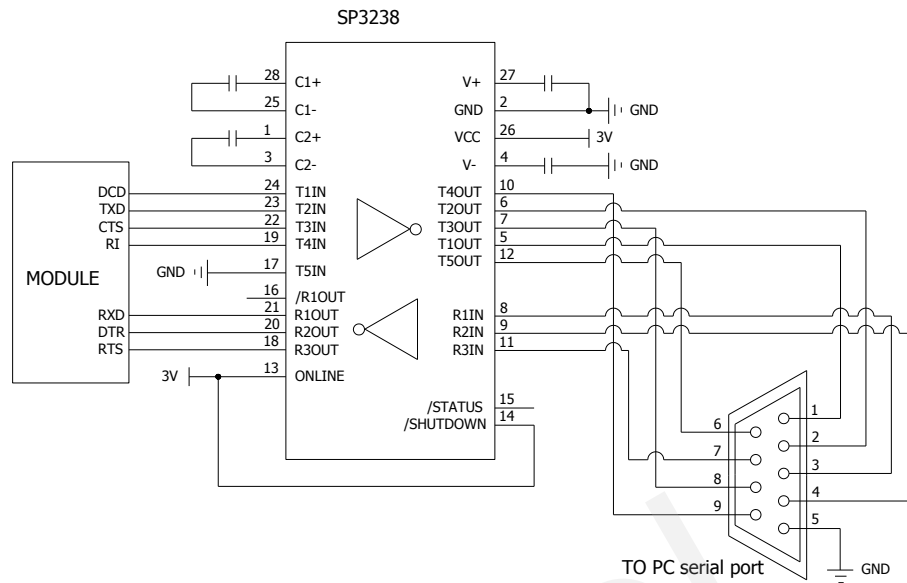 SP3238
28 C1+ V+ 27
25 C1- GND 2 GND
1 C2+ VCC 26 3V
3 C2- V- 4 GND
DCD 24 T1IN T4OUT 10
TXD 23 T2IN T2OUT 6
CTS 22 T3IN T3OUT 7
RI 19 T4IN T1OUT 5
MODULE GND 17 T5IN T5OUT 12
16 /R1OUT
RXD 21 R1OUT R1IN 8
DTR 20 R2OUT R2IN 9
RTS 18 R3OUT R3IN 11
3V 13 ONLINE
/STATUS 15
/SHUTDOWN 14
1
6
2
7
3
8
4
9
5
TO PC serial port GND